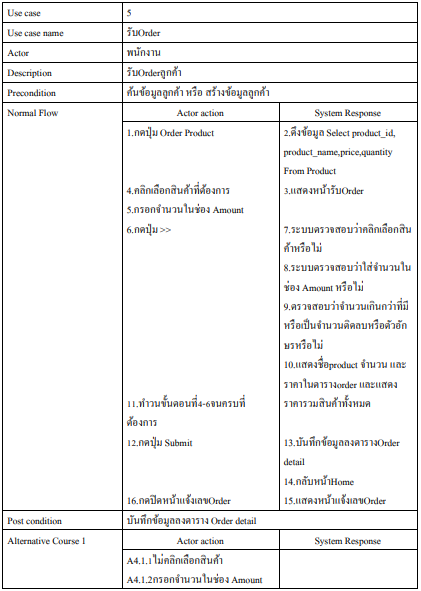 Use case 5
Use case name รับOrder
Actor พนักงาน
Description รับOrderลูกค้า
Precondition ค้นข้อมูลลูกค้า หรือ สร้างข้อมูลลูกค้า
Normal Flow Actor action System Response
1.กดปุ่ม Order Product 2.ดึงข้อมูล Select product_id,
product_name,price,quantity
From Product
4.คลิกเลือกสินค้าที่ต้องการ 3.แสดงหน้ารับOrder
5.กรอกจำนวนในช่อง Amount
6.กดปุ่ม >> 7.ระบบตรวจสอบว่าคลิกเลือกสิน
ค้าหรือไม่
8.ระบบตรวจสอบว่าใส่จำนวนใน
ช่อง Amount หรือไม่
9.ตรวจสอบว่าจำนวนเกินกว่าที่มี
หรือเป็นจำนวนติดลบหรือตัวอัก
ษรหรือไม่
10.แสดงชื่อproduct จำนวน และ
ราคาในตารางorder และแสดง
11.ทำวนขั้นตอนที่4-6จนครบที่ ราคารวมสินค้าทั้งหมด
ต้องการ
12.กดปุ่ม Submit 13.บันทึกข้อมูลลงตารางOrder
detail
14.กลับหน้าHome
16.กดปิดหน้าแจ้งเลขOrder 15.แสดงหน้าแจ้งเลขOrder
Post condition บันทึกข้อมูลลงตาราง Order detail
Alternative Course 1 Actor action System Response
A4.1.1ไม่คลิกเลือกสินค้า
A4.1.2กรอกจำนวนในช่อง Amount